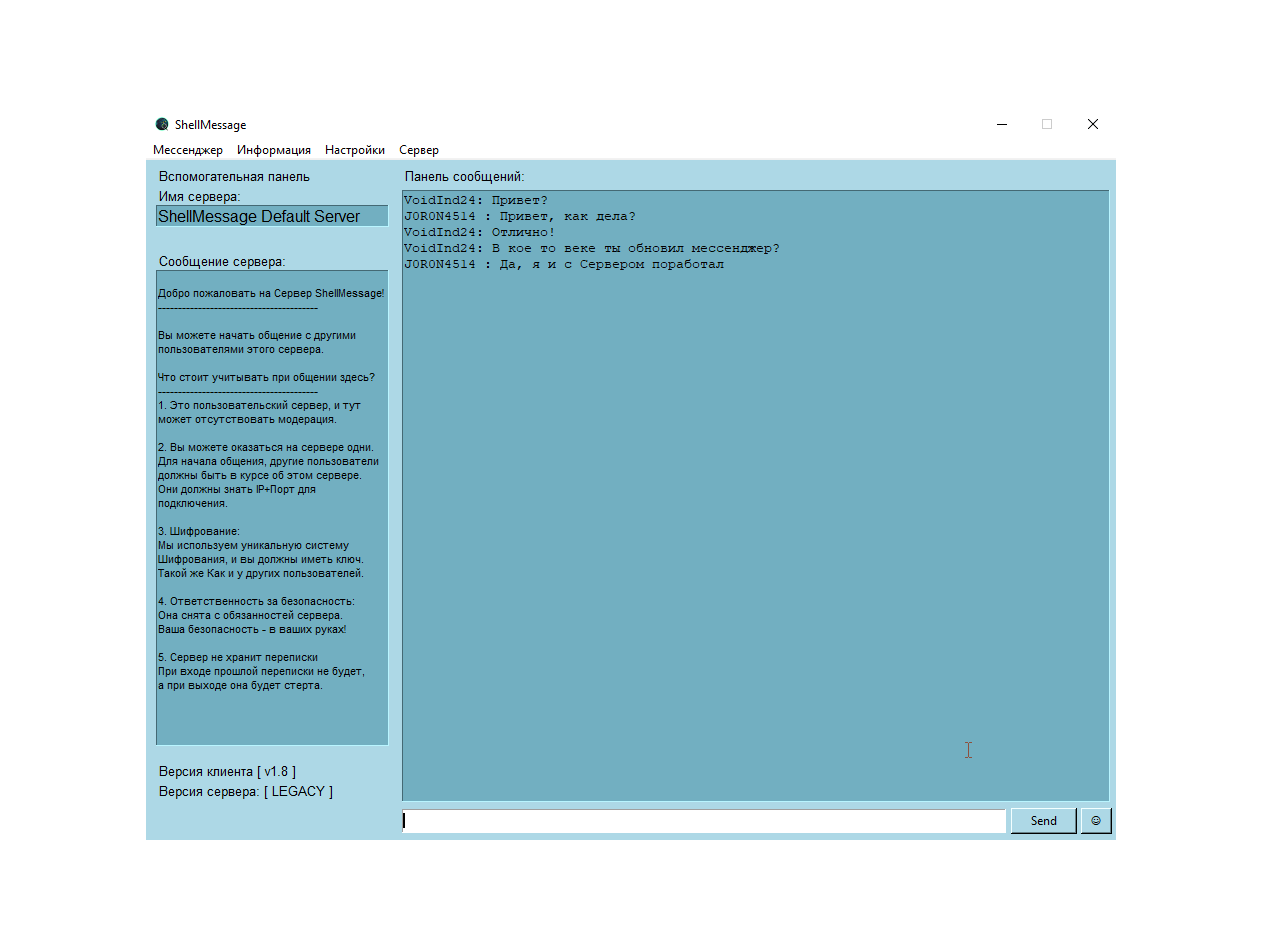 ShellMessage
Мессенджер Информация Настройки Сервер
Вспомогательная панель
Имя сервера:
ShellMessage Default Server
Сообщение сервера:
Добро пожаловать на Сервер ShellMessage!
----------------------------------------
Вы можете начать общение с другими
пользователями этого сервера.
Что стоит учитывать при общении здесь?
----------------------------------------
1. Это пользовательский сервер, и тут
может отсутствовать модерация.
2. Вы можете оказаться на сервере одни.
Для начала общения, другие пользователи
должны быть в курсе об этом сервере.
Они должны знать IP+Порт для
подключения.
3. Шифрование:
Мы используем уникальную систему
Шифрования, и вы должны иметь ключ.
Такой же Как и у других пользователей.
4. Ответственность за безопасность:
Она снята с обязанностей сервера.
Ваша безопасность - в ваших руках!
5. Сервер не хранит переписки
При входе прошлой переписки не будет,
а при выходе она будет стерта.
Версия клиента [ v1.8 ]
Версия сервера: [ LEGACY ]
Панель сообщений:
VoidInd24: Привет?
J0R0N4514 : Привет, как дела?
VoidInd24: Отлично!
VoidInd24: В кое то веке ты обновил мессенджер?
J0R0N4514 : Да, я и с Сервером поработал
Send ☺